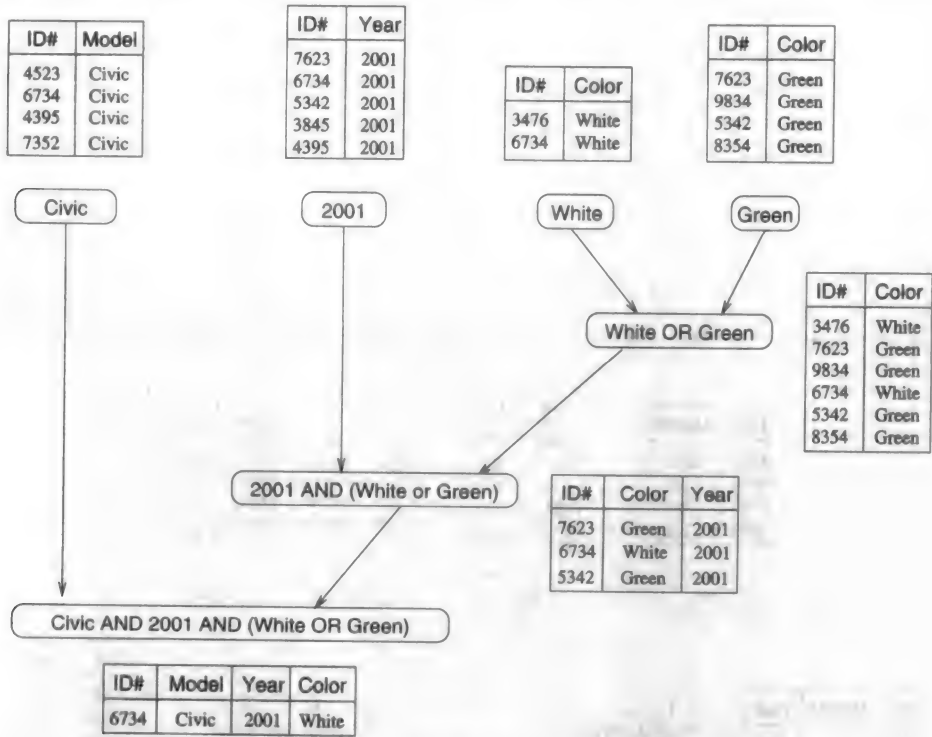 ID# Model
4523 Civic
6734 Civic
4395 Civic
7352 Civic
ID# Year
7623 2001
6734 2001
5342 2001
3845 2001
4395 2001
ID# Color
3476 White
6734 White
ID# Color
7623 Green
9834 Green
5342 Green
8354 Green
Civic
2001
White
Green
White OR Green
ID# Color
3476 White
7623 Green
9834 Green
6734 White
5342 Green
8354 Green
2001 AND (White or Green)
ID# Color Year
7623 Green 2001
6734 White 2001
5342 Green 2001
Civic AND 2001 AND (White OR Green)
ID# Model Year Color
6734 Civic 2001 White